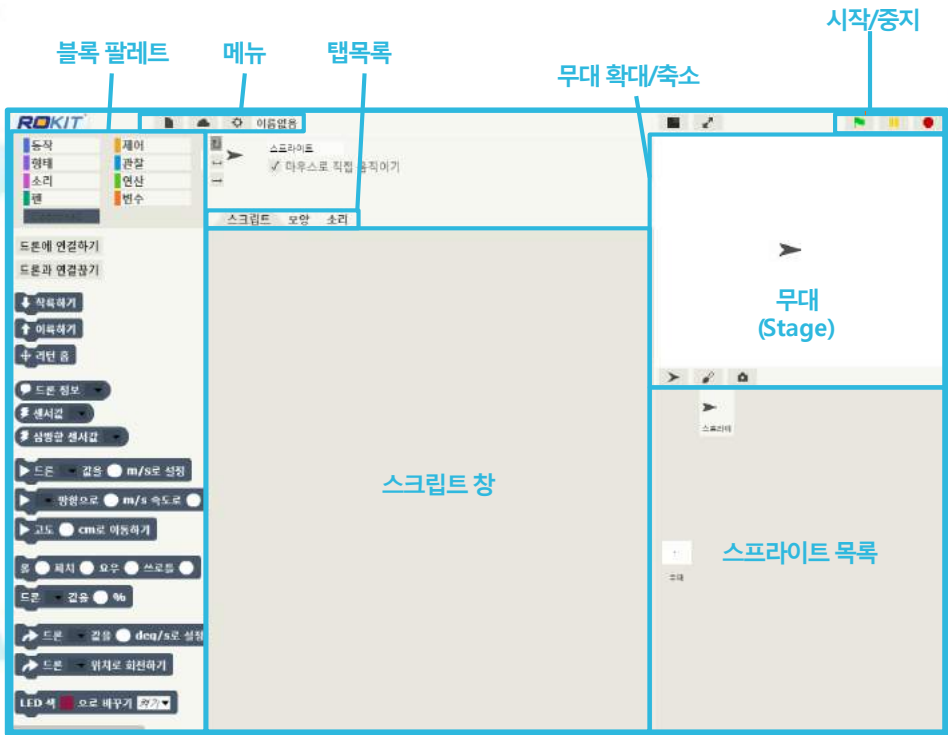 시작/중지
블록 팔레트
메뉴
탭목록
무대 확대/축소
ROKIT
이름없음
동작
제어
형태
관찰
소리
연산
펜
변수
스프라이트
✓ 마우스로 직접 움직이기
스크립트
모양
소리
드론에 연결하기
드론과 연결끊기
착륙하기
이륙하기
리턴 홈
드론 정보
센서값
상세한 센서값
드론 값을 m/s로 설정
방향으로 m/s 속도로
고도 cm로 이동하기
롤 피치 요우 쓰로틀
드론 값을 %
드론 값을 deg/s로 설정
드론 위치로 회전하기
LED 색 으로 바꾸기 켜기
스크립트 창
무대
(Stage)
스프라이
스프라이트 목록
무대